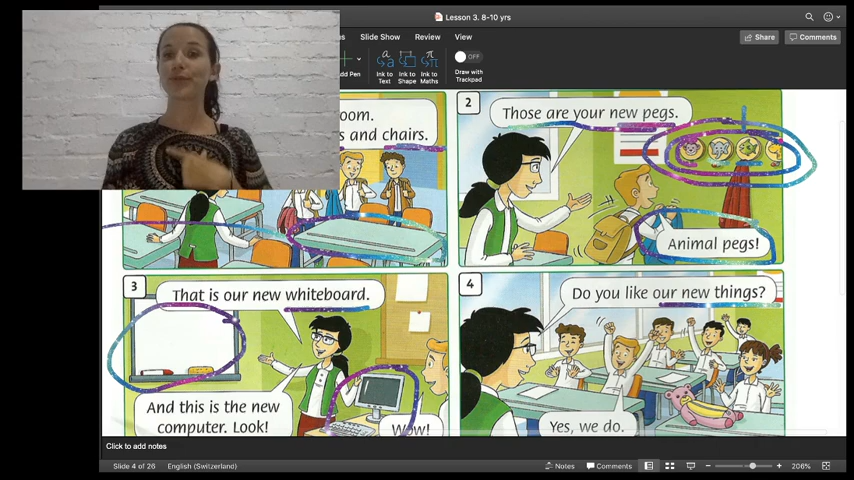 Lesson 3. 8-10 yrs
Slide Show
Review
View
Share
Comments
Add Pen
Ink to
Text
Ink to
Shape
Ink to
Maths
OFF
Draw with
Trackpad
and chairs.
2
Those are your new pegs.
Animal pegs!
3
That is our new whiteboard.
And this is the new
computer. Look!
Wow!
4
Do you like our new things?
Yes, we do.
Click to add notes
Slide 4 of 26
English (Switzerland)
Notes
Comments
206%